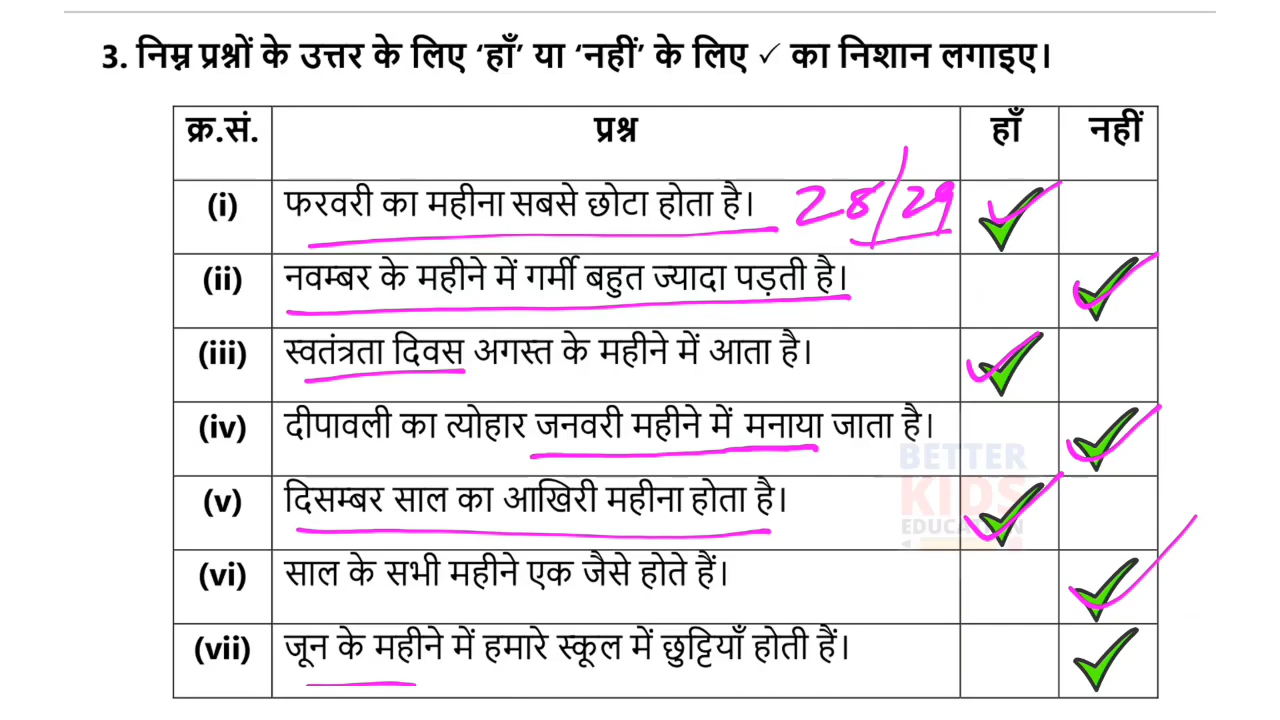 3. निम्न प्रश्नों के उत्तर के लिए ‘हाँ’ या ‘नहीं’ के लिए ✓ का निशान लगाइए।
क्र.सं. प्रश्न हाँ नहीं
(i) फरवरी का महीना सबसे छोटा होता है। 28/29 ✓
(ii) नवम्बर के महीने में गर्मी बहुत ज्यादा पड़ती है। ✓
(iii) स्वतंत्रता दिवस अगस्त के महीने में आता है। ✓
(iv) दीपावली का त्योहार जनवरी महीने में मनाया जाता है। ✓
BETTER
KIDS
EDUCATION
(v) दिसम्बर साल का आखिरी महीना होता है। ✓
(vi) साल के सभी महीने एक जैसे होते हैं। ✓
(vii) जून के महीने में हमारे स्कूल में छुट्टियाँ होती हैं। ✓